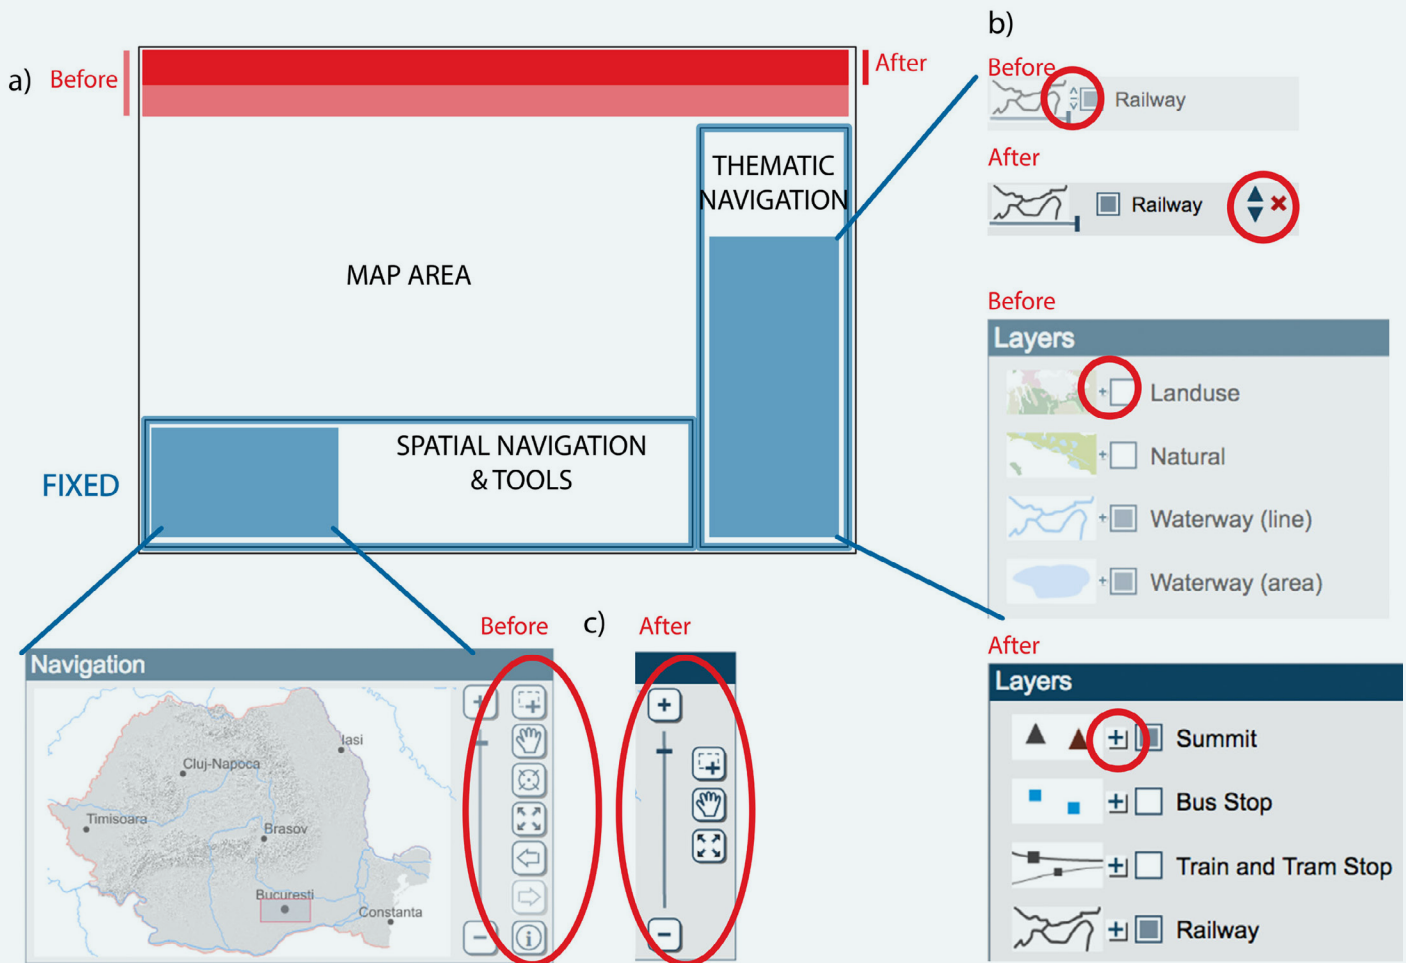 a)
Before
After
THEMATIC
NAVIGATION
MAP AREA
SPATIAL NAVIGATION
& TOOLS
FIXED
b)
Before
Railway
After
Railway
Before
Layers
Landuse
Natural
Waterway (line)
Waterway (area)
After
Layers
Summit
Bus Stop
Train and Tram Stop
Railway
Before
c)
After
Navigation
Iasi
Cluj-Napoca
Timisoara
Brasov
Bucuresti
Constanta